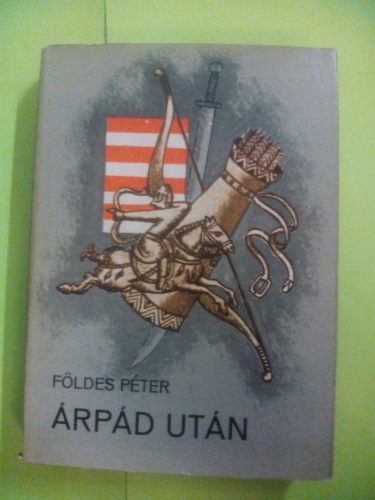 FÖLDES PÉTER
ÁRPÁD UTÁN